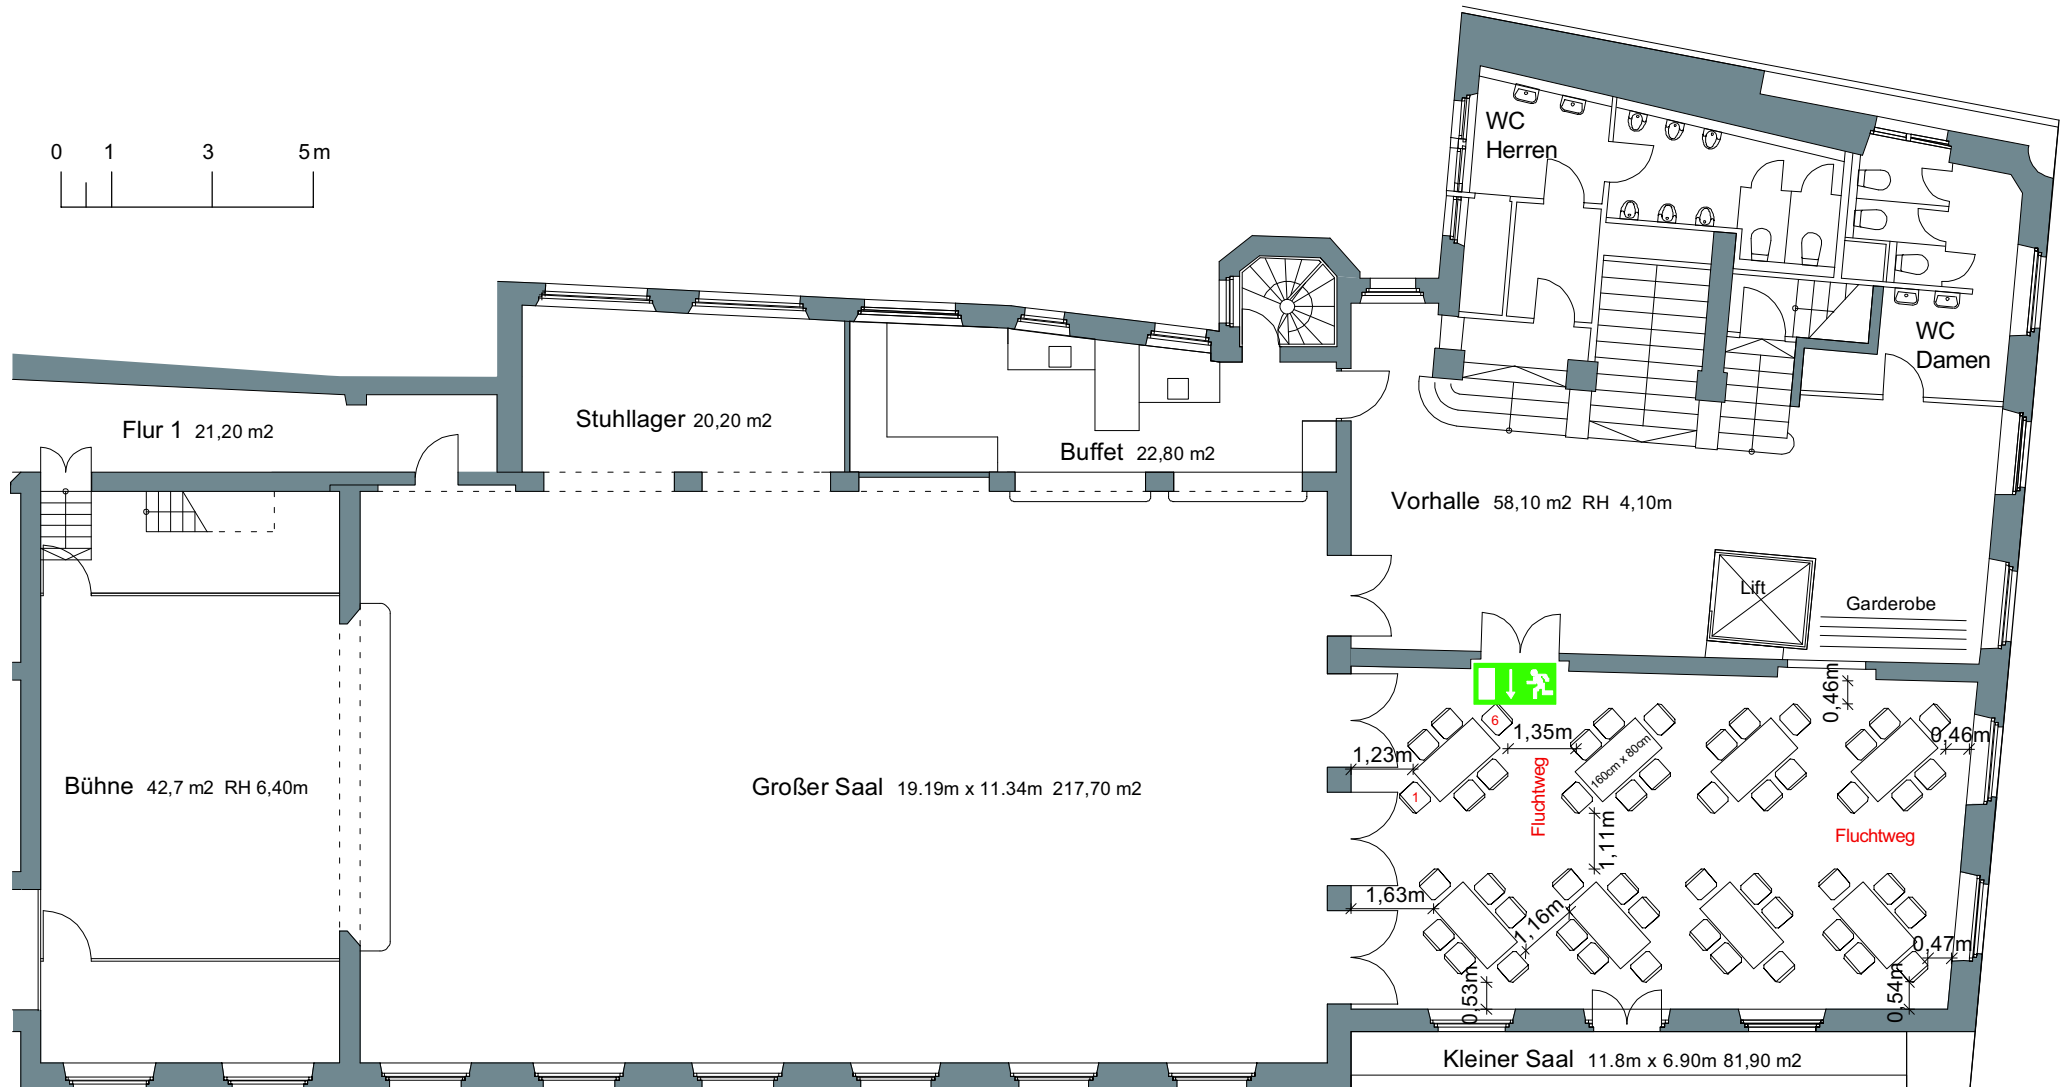 0 1 3 5 m
WC
Herren
WC
Damen
Flur 1 21,20 m2
Stuhllager 20,20 m2
Buffet 22,80 m2
Vorhalle 58,10 m2 RH 4,10m
Lift
Garderobe
Bühne 42,7 m2 RH 6,40m
Großer Saal 19.19m x 11.34m 217,70 m2
0,46m
6
1,35m
0,46m
1,23m
160cm x 80cm
1
Fluchtweg
1,11m
Fluchtweg
1,63m
1,16m
0,47m
0,53m
0,54m
Kleiner Saal 11.8m x 6.90m 81,90 m2